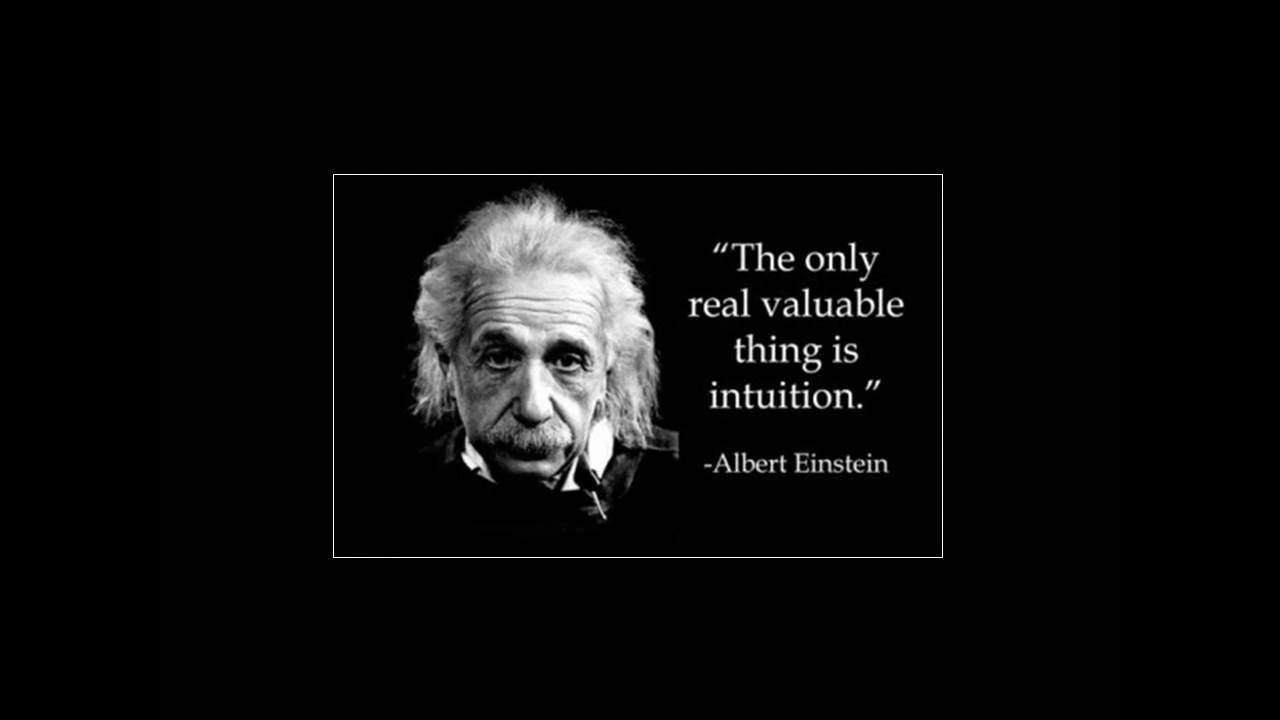 “The only
real valuable
thing is
intuition.”
-Albert Einstein